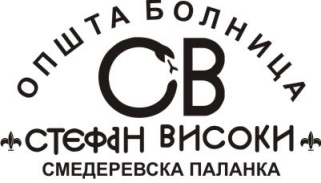 ОПШТА БОЛНИЦА
СВ
СТЕФАН ВИСОКИ
СМЕДЕРЕВСКА ПАЛАНКА